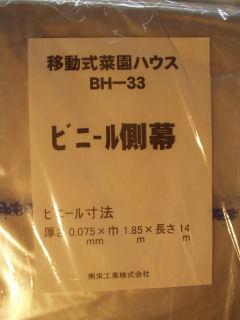 移動式菜園ハウス
BH―33
ビニール側幕
ビニール寸法
厚さ0.075×巾1.85×長さ14
mm m m
南栄工業株式会社